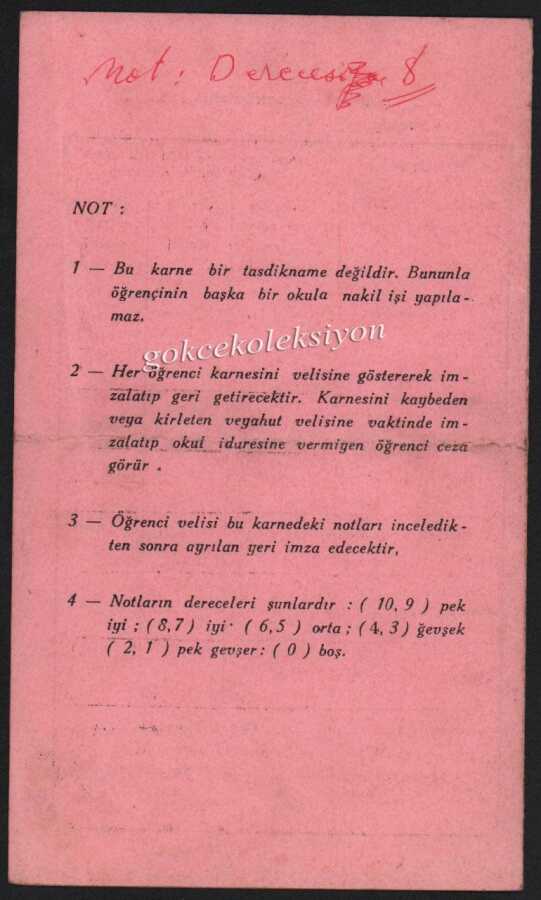 Not : Derecesi 8
NOT :
1 — Bu karne bir tasdikname değildir. Bununla
öğrençinin başka bir okula nakil işi yapıla-
maz.
gokcekoleksiyon
2 — Her öğrenci karnesini velisine göstererek im-
zalatıp geri getirecektir. Karnesini kaybeden
veya kirleten veyahut velisine vaktinde im-
zalatıp okul iduresine vermiyen öğrenci ceza
görür .
3 — Öğrenci velisi bu karnedeki notları inceledik-
ten sonra ayrılan yeri imza edecektir,
4 — Notların dereceleri şunlardır : ( 10, 9 ) pek
iyi ; ( 8,7 ) iyi· ( 6,5 ) orta ; ( 4, 3 ) ğevşek
( 2, 1 ) pek gevşer : ( 0 ) boş.